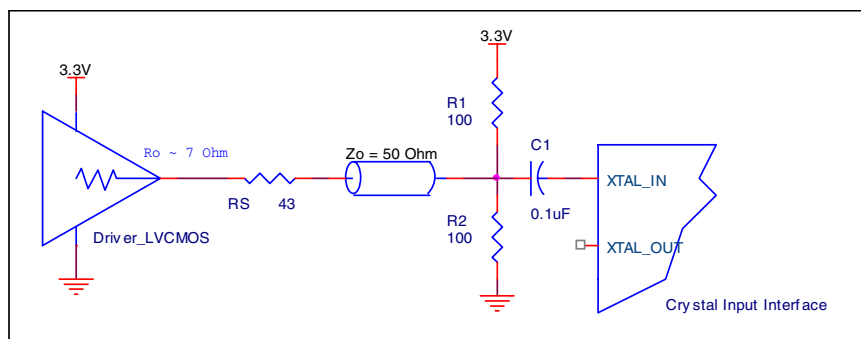 3.3V
3.3V
R1
100
Ro ~ 7 Ohm
Zo = 50 Ohm
C1
XTAL_IN
RS
43
0.1uF
R2
100
XTAL_OUT
Driver_LVCMOS
Crystal Input Interface